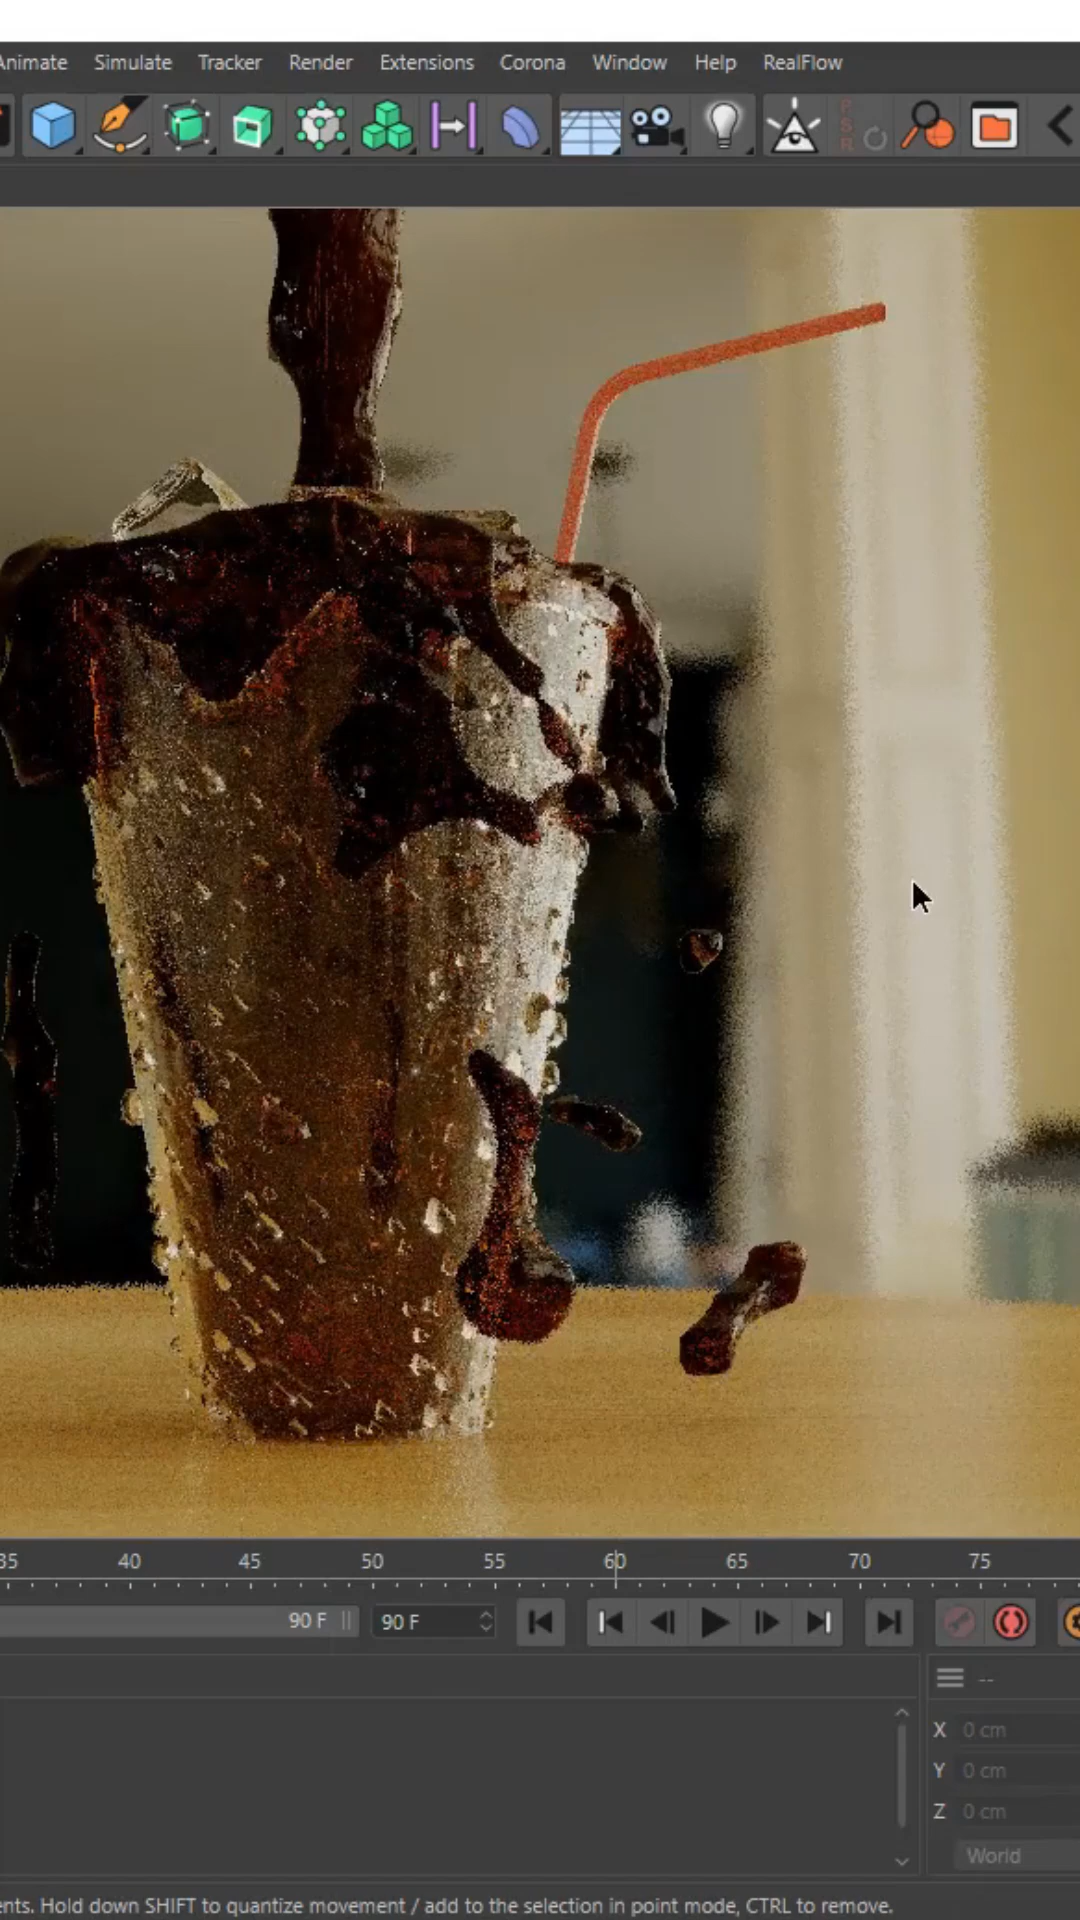 Animate Simulate Tracker Render Extensions Corona Window Help RealFlow
P
S
R
35 40 45 50 55 60 65 70 75
90 F 90 F
--
X 0 cm
Y 0 cm
Z 0 cm
World
ents. Hold down SHIFT to quantize movement / add to the selection in point mode, CTRL to remove.